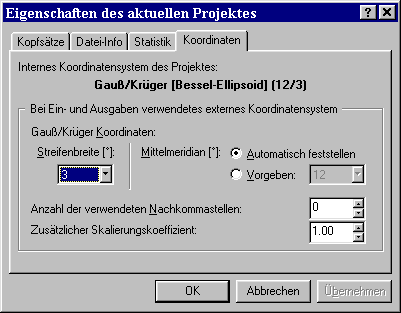 Eigenschaften des aktuellen Projektes
Kopfsätze Datei-Info Statistik Koordinaten
Internes Koordinatensystem des Projektes:
Gauß/Krüger [Bessel-Ellipsoid] (12/3)
Bei Ein- und Ausgaben verwendetes externes Koordinatensystem
Gauß/Krüger Koordinaten:
Streifenbreite [°]: Mittelmeridian [°]: Automatisch feststellen
3 Vorgeben: 12
Anzahl der verwendeten Nachkommastellen: 0
Zusätzlicher Skalierungskoeffizient: 1.00
OK Abbrechen Übernehmen